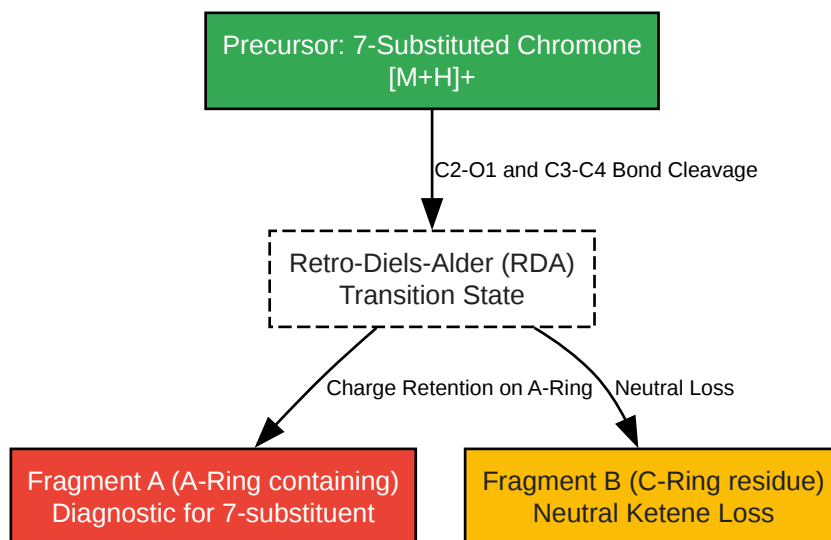 Precursor: 7-Substituted Chromone
[M+H]+
C2-O1 and C3-C4 Bond Cleavage
Retro-Diels-Alder (RDA)
Transition State
Charge Retention on A-Ring
Neutral Loss
Fragment A (A-Ring containing)
Diagnostic for 7-substituent
Fragment B (C-Ring residue)
Neutral Ketene Loss